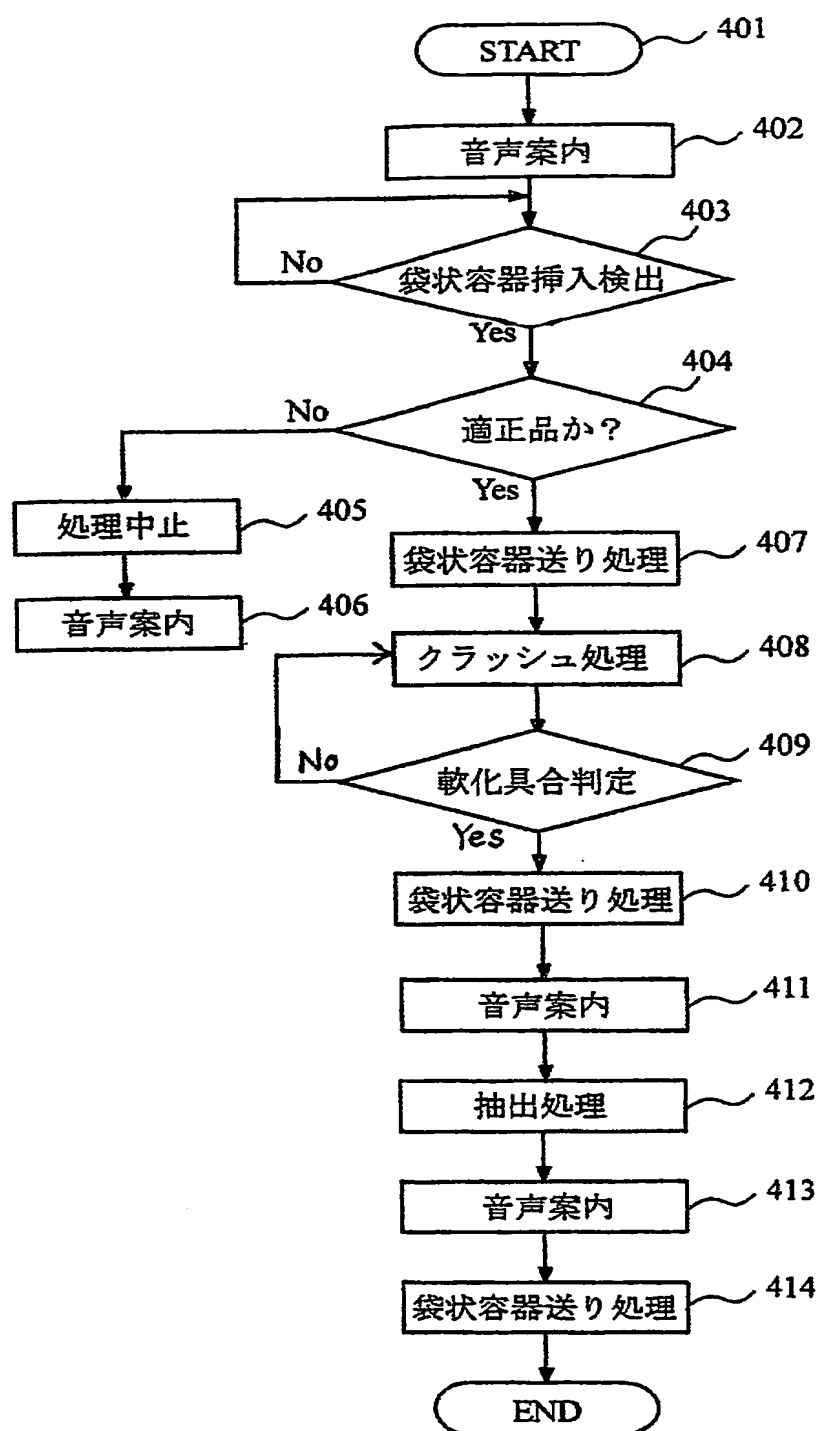 START
401
音声案内
402
403
No
袋状容器挿入検出
Yes
404
No
適正品か?
Yes
処理中止
405
袋状容器送り処理
407
音声案内
406
クラッシュ処理
408
409
No
軟化具合判定
Yes
袋状容器送り処理
410
音声案内
411
抽出処理
412
音声案内
413
袋状容器送り処理
414
END